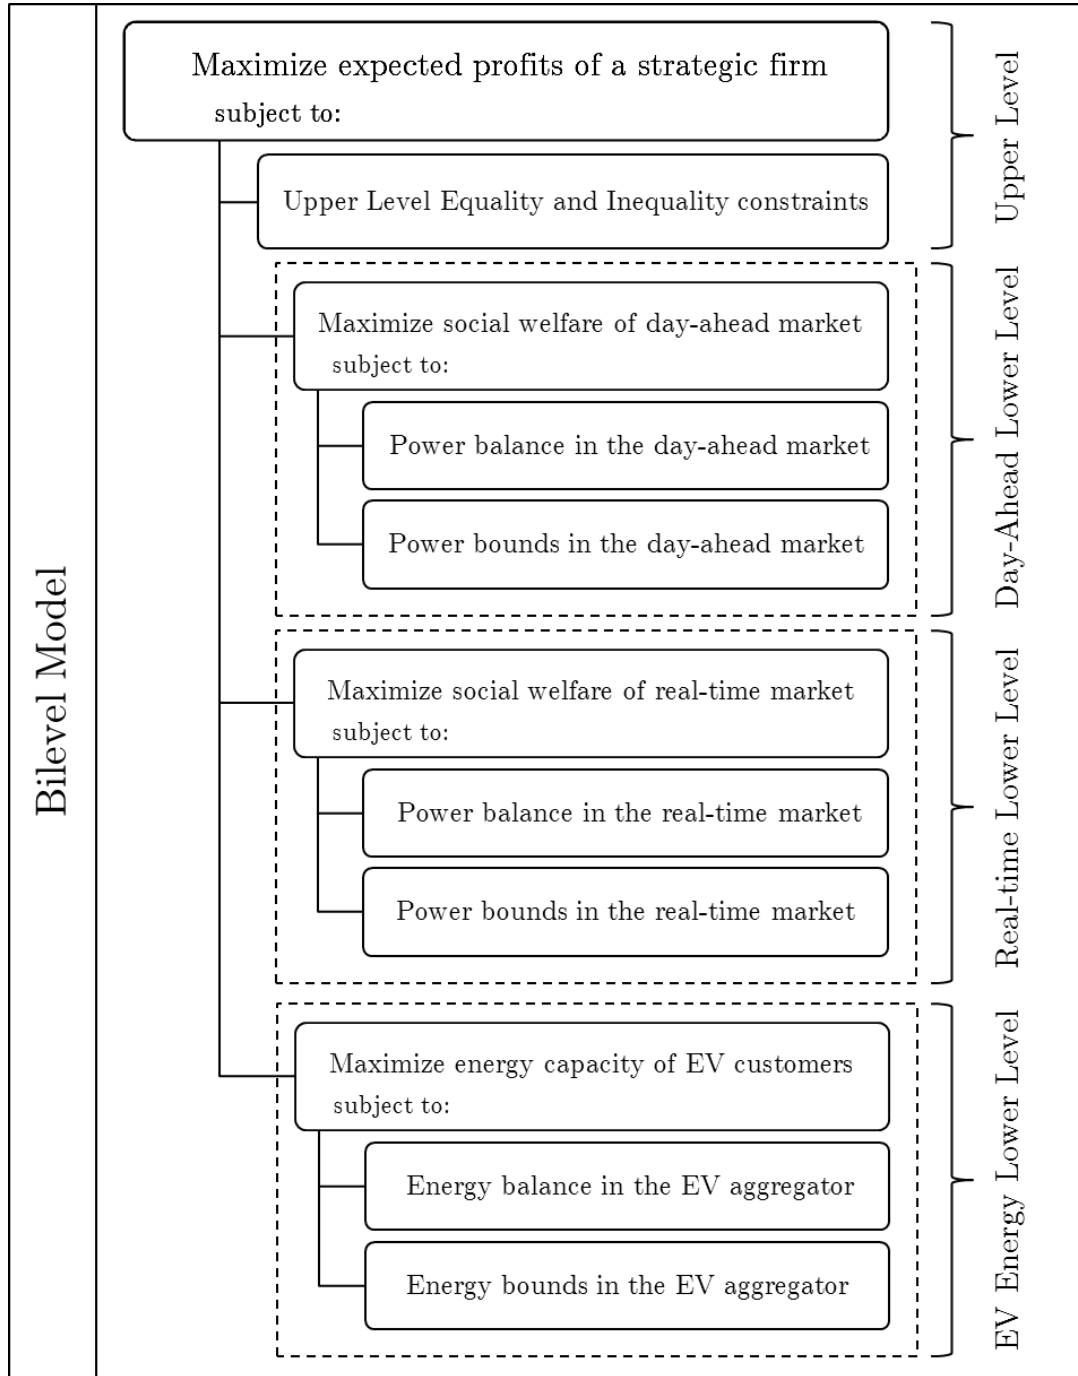 Bilevel Model
Maximize expected profits of a strategic firm
subject to:
Upper Level Equality and Inequality constraints
Upper Level
Maximize social welfare of day-ahead market
subject to:
Power balance in the day-ahead market
Power bounds in the day-ahead market
Day-Ahead Lower Level
Maximize social welfare of real-time market
subject to:
Power balance in the real-time market
Power bounds in the real-time market
Real-time Lower Level
Maximize energy capacity of EV customers
subject to:
Energy balance in the EV aggregator
Energy bounds in the EV aggregator
EV Energy Lower Level